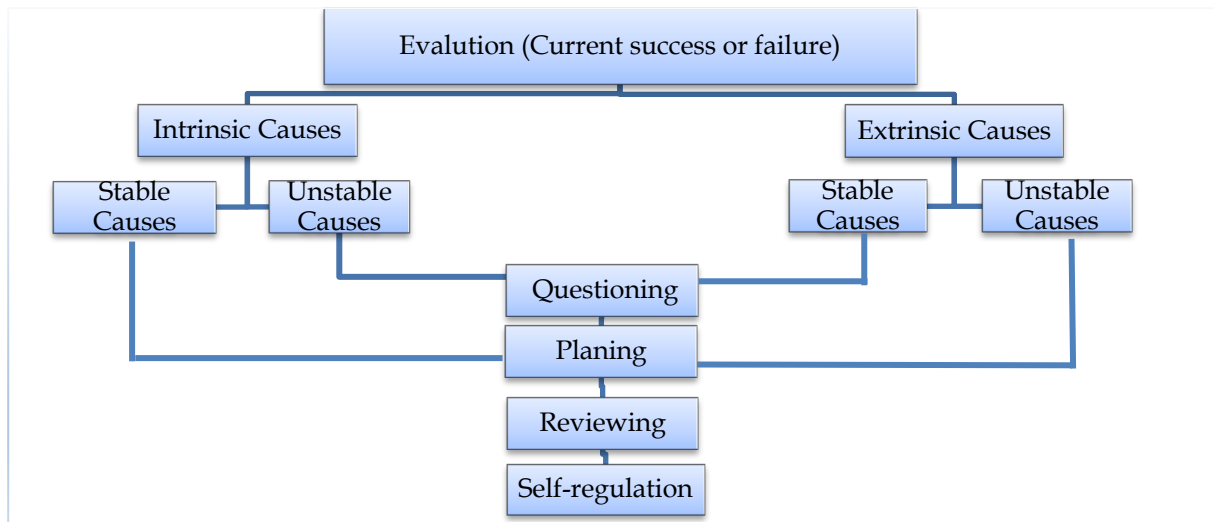 Evalution (Current success or failure)
Intrinsic Causes
Extrinsic Causes
Stable
Causes
Unstable
Causes
Stable
Causes
Unstable
Causes
Questioning
Planing
Reviewing
Self-regulation